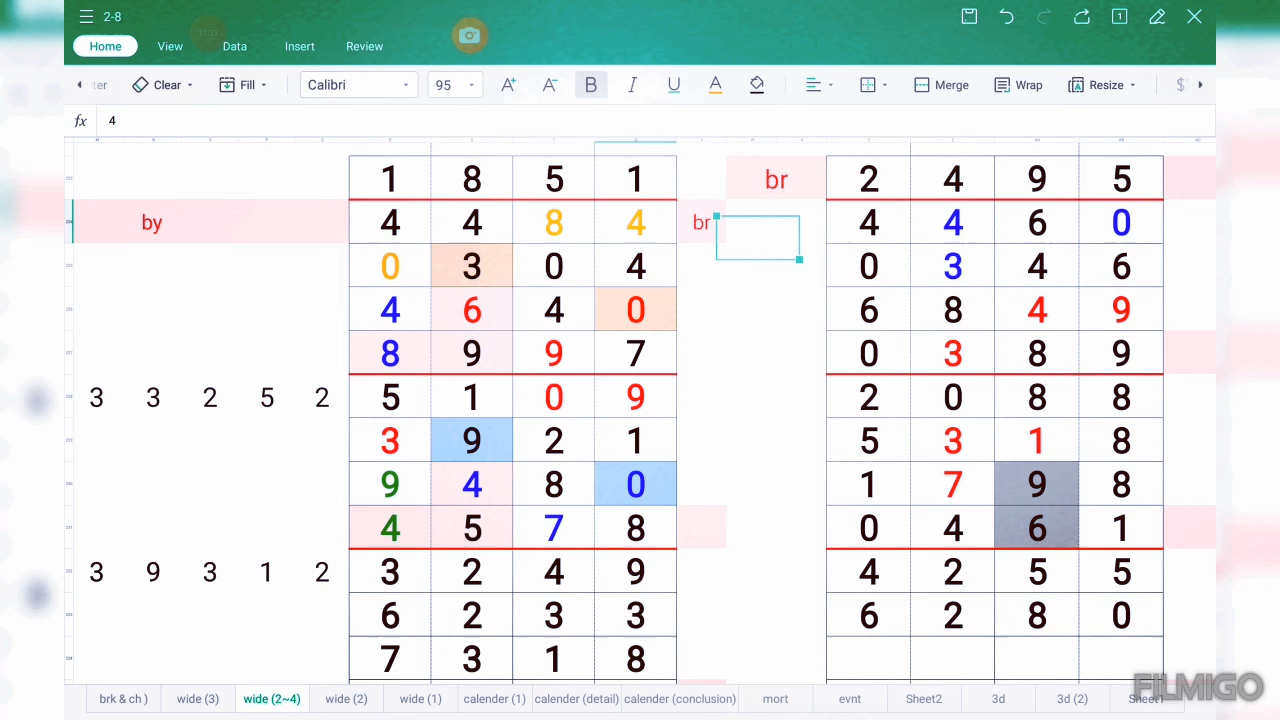 2-8
11:21
1
Home View Data Insert Review
ter Clear Fill Calibri 95 A+ A- B I U A Merge Wrap Resize $
fx 4
1 8 5 1 br 2 4 9 5
by 4 4 8 4 br 4 4 6 0
0 3 0 4 0 3 4 6
4 6 4 0 6 8 4 9
8 9 9 7 0 3 8 9
3 3 2 5 2 5 1 0 9 2 0 8 8
3 9 2 1 5 3 1 8
9 4 8 0 1 7 9 8
4 5 7 8 0 4 6 1
3 9 3 1 2 3 2 4 9 4 2 5 5
6 2 3 3 6 2 8 0
7 3 1 8
brk & ch ) wide (3) wide (2~4) wide (2) wide (1) calender (1) calender (detail) calender (conclusion) mort evnt Sheet2 3d 3d (2) Sheet1
FILMIGO